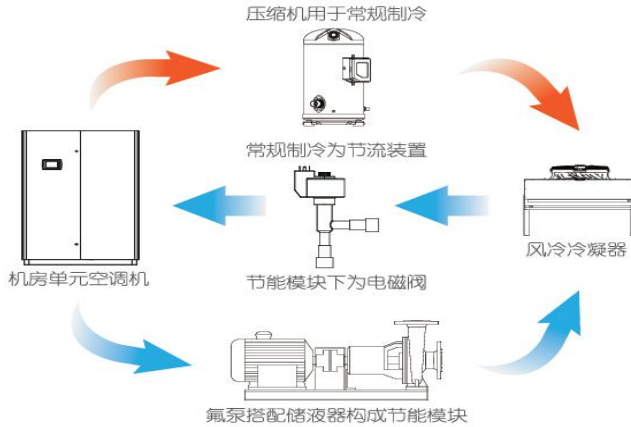 压缩机用于常规制冷
常规制冷为节流装置
机房单元空调机
节能模块下为电磁阀
风冷冷凝器
氟泵搭配储液器构成节能模块